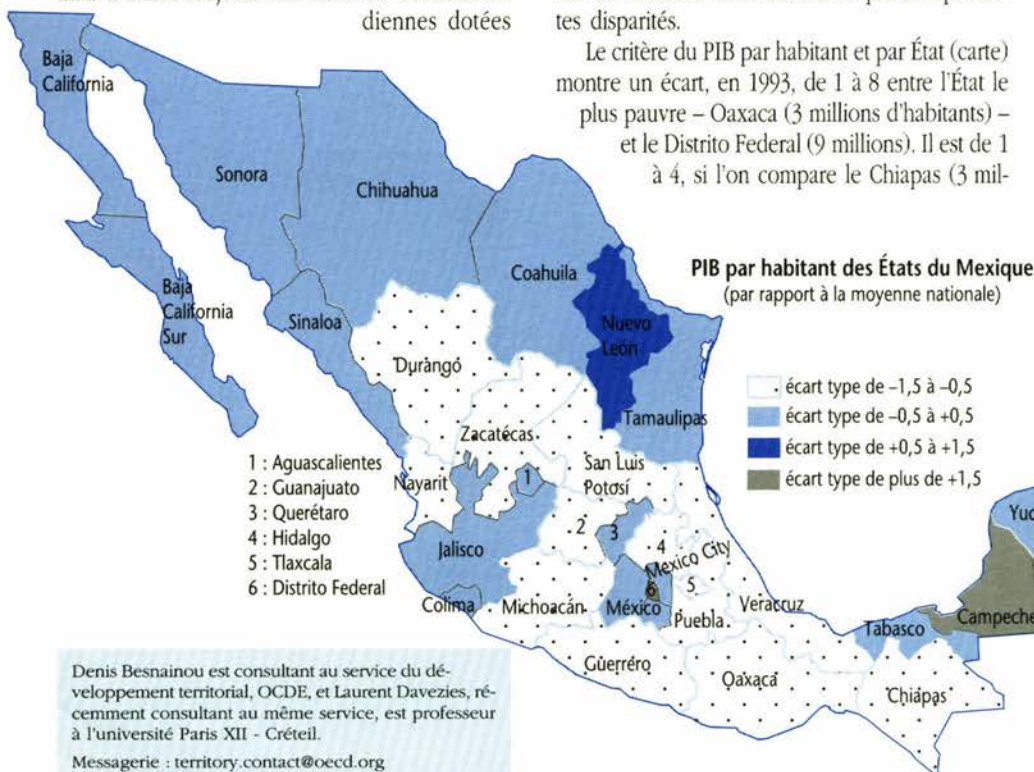 diennes dotées
tes disparités.
Le critère du PIB par habitant et par État (carte)
montre un écart, en 1993, de 1 à 8 entre l'État le
plus pauvre – Oaxaca (3 millions d'habitants) –
et le Distrito Federal (9 millions). Il est de 1
à 4, si l'on compare le Chiapas (3 mil-
PIB par habitant des États du Mexique
(par rapport à la moyenne nationale)
écart type de –1,5 à –0,5
écart type de –0,5 à +0,5
écart type de +0,5 à +1,5
écart type de plus de +1,5
Baja
California
Sonora
Chihuahua
Coahuila
Nuevo
León
Tamaulipas
Baja
California
Sur
Sinaloa
Durango
Zacatécas
San Luis
Potosí
Nayarit
1
2
3
4
Mexico City
5
6
Jalisco
Colima
Michoacán
México
Puebla
Veracruz
Guerréro
Oaxaca
Tabasco
Chiapas
Campeche
Yuc
1 : Aguascalientes
2 : Guanajuato
3 : Querétaro
4 : Hidalgo
5 : Tlaxcala
6 : Distrito Federal
Denis Besnainou est consultant au service du dé-
veloppement territorial, OCDE, et Laurent Davezies, ré-
cemment consultant au même service, est professeur
à l'université Paris XII - Créteil.
Messagerie : territory.contact@oecd.org